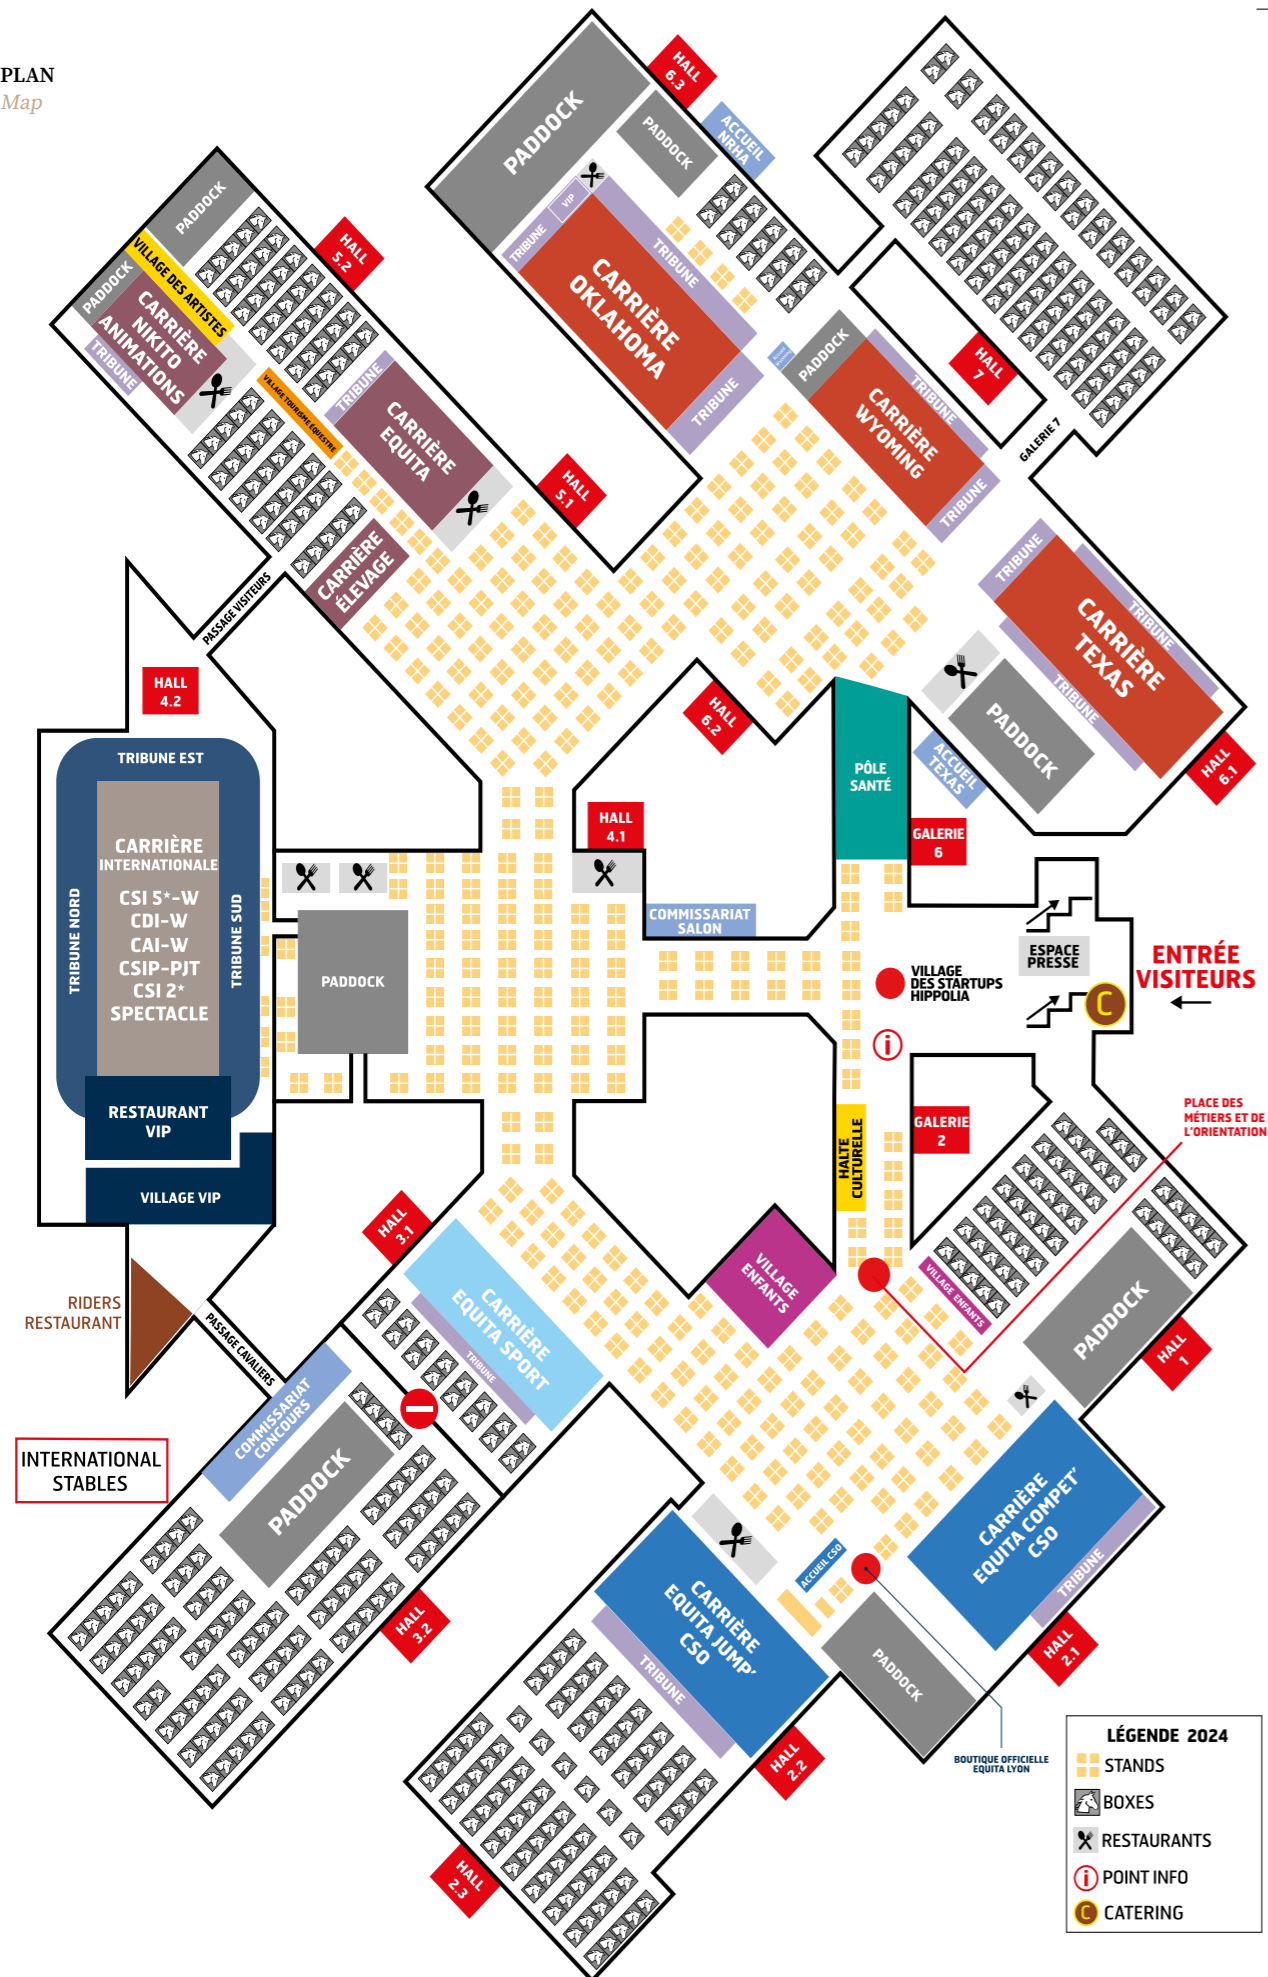 PLAN
Map
HALL
6.3
PADDOCK
PADDOCK
ACCUEIL
NRHA
VIP
TRIBUNE
TRIBUNE
CARRIÈRE
OKLAHOMA
TRIBUNE
PADDOCK
HALL
5.2
VILLAGE DES ARTISTES
PADDOCK
CARRIÈRE
NIKITO
ANIMATIONS
TRIBUNE
VILLAGE TOURISME ÉQUESTRE
TRIBUNE
CARRIÈRE
EQUITA
HALL
5.1
CARRIÈRE
ÉLEVAGE
PASSAGE VISITEURS
PADDOCK
CARRIÈRE
WYOMING
TRIBUNE
TRIBUNE
HALL
7
GALERIE 7
TRIBUNE
TRIBUNE
CARRIÈRE
TEXAS
TRIBUNE
PADDOCK
ACCUEIL
TEXAS
HALL
6.1
HALL
6.2
PÔLE
SANTÉ
GALERIE
6
HALL
4.2
TRIBUNE EST
TRIBUNE NORD
CARRIÈRE
INTERNATIONALE
CSI 5*-W
CDI-W
CAI-W
CSIP-PJT
CSI 2*
SPECTACLE
TRIBUNE SUD
RESTAURANT
VIP
VILLAGE VIP
PADDOCK
HALL
4.1
COMMISSARIAT
SALON
VILLAGE
DES STARTUPS
HIPPOLIA
i
ESPACE
PRESSE
C
ENTRÉE
VISITEURS
GALERIE
2
HALTE
CULTURELLE
PLACE DES
MÉTIERS ET DE
L'ORIENTATION
VILLAGE
ENFANTS
VILLAGE ENFANTS
PADDOCK
HALL
1
RIDERS
RESTAURANT
PASSAGE CAVALIERS
HALL
3.1
CARRIÈRE
EQUITA SPORT
TRIBUNE
COMMISSARIAT
CONCOURS
PADDOCK
INTERNATIONAL
STABLES
HALL
3.2
CARRIÈRE
EQUITA COMPET'
CSO
TRIBUNE
HALL
2.1
ACCUEIL CSO
CARRIÈRE
EQUITA JUMP'
CSO
TRIBUNE
PADDOCK
HALL
2.2
HALL
2.3
BOUTIQUE OFFICIELLE
EQUITA LYON
LÉGENDE 2024
STANDS
BOXES
RESTAURANTS
i POINT INFO
C CATERING